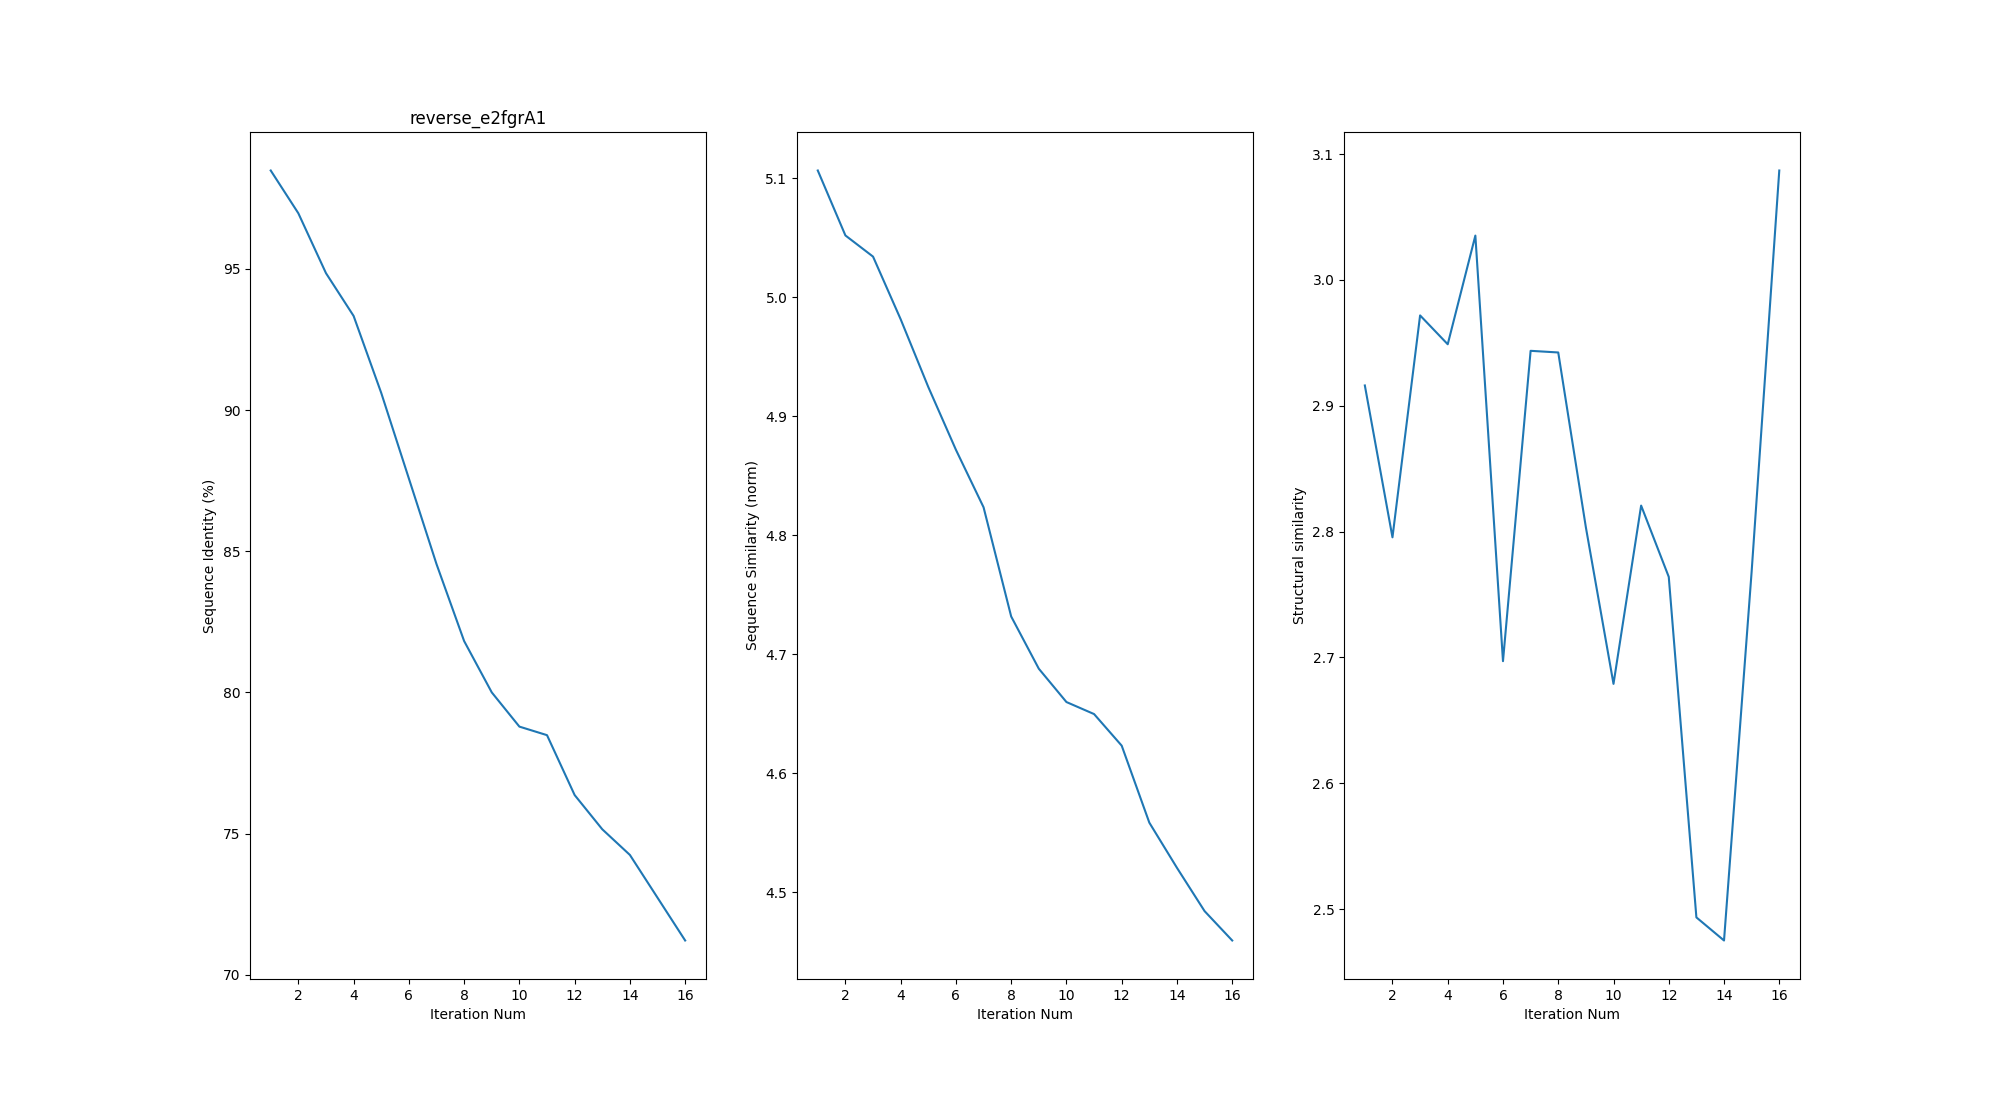 reverse_e2fgrA1
Sequence Identity (%)
95
90
85
80
75
70
2 4 6 8 10 12 14 16
Iteration Num
Sequence Similarity (norm)
5.1
5.0
4.9
4.8
4.7
4.6
4.5
2 4 6 8 10 12 14 16
Iteration Num
Structural similarity
3.1
3.0
2.9
2.8
2.7
2.6
2.5
2 4 6 8 10 12 14 16
Iteration Num